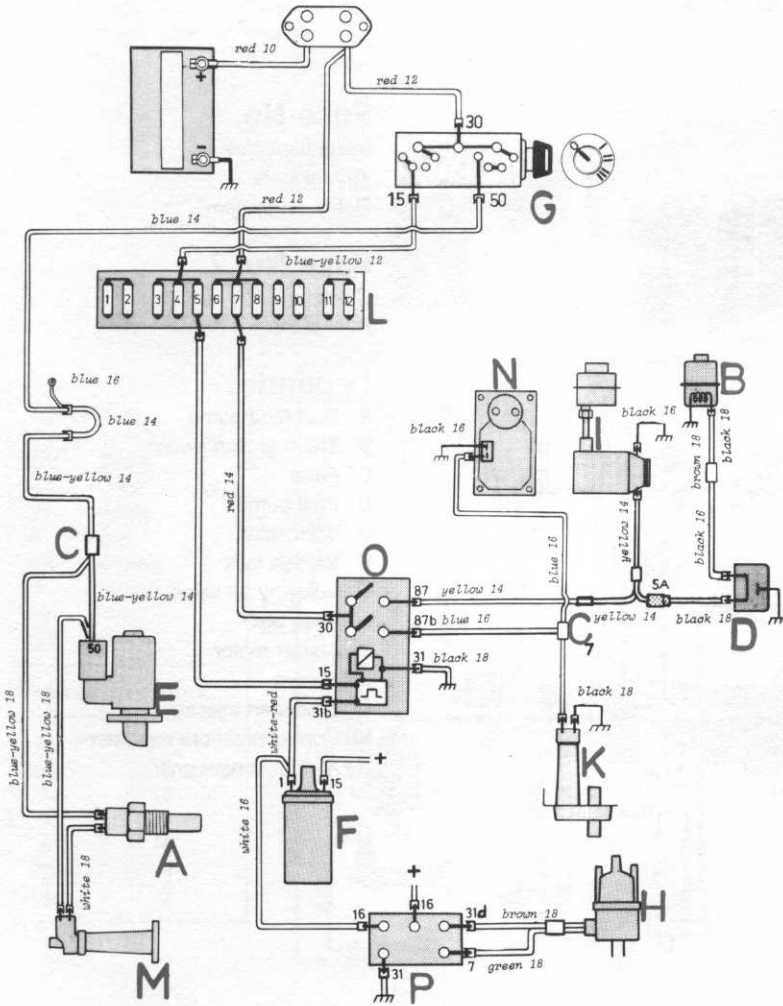 red 10
red 12
+
-
30
G
15
50
red 12
blue 14
blue-yellow 12
1 2 3 4 5 6 7 8 9 10 11 12
L
blue 16
blue 14
N
I
B
black 16
black 16
black 18
brown 18
blue-yellow 14
red 14
yellow 14
black 16
C
blue 16
O
87
yellow 14
5A
blue-yellow 14
30
87b
blue 16
yellow 14
black 18
D
C
50
31
black 18
15
E
31b
black 18
blue-yellow 18
blue-yellow 18
white-red
K
1
15
+
A
white 16
F
white 18
+
H
16
16
31d
brown 18
M
31
7
green 18
P